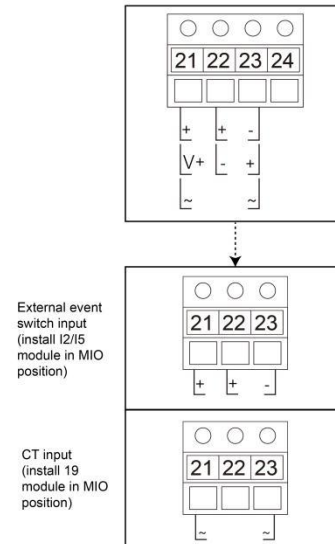 21 22 23 24
+ + -
V+ - +
~ ~
External event
switch input
(install I2/I5
module in MIO
position)
21 22 23
+ + -
CT input
(install 19
module in MIO
position)
21 22 23
~ ~